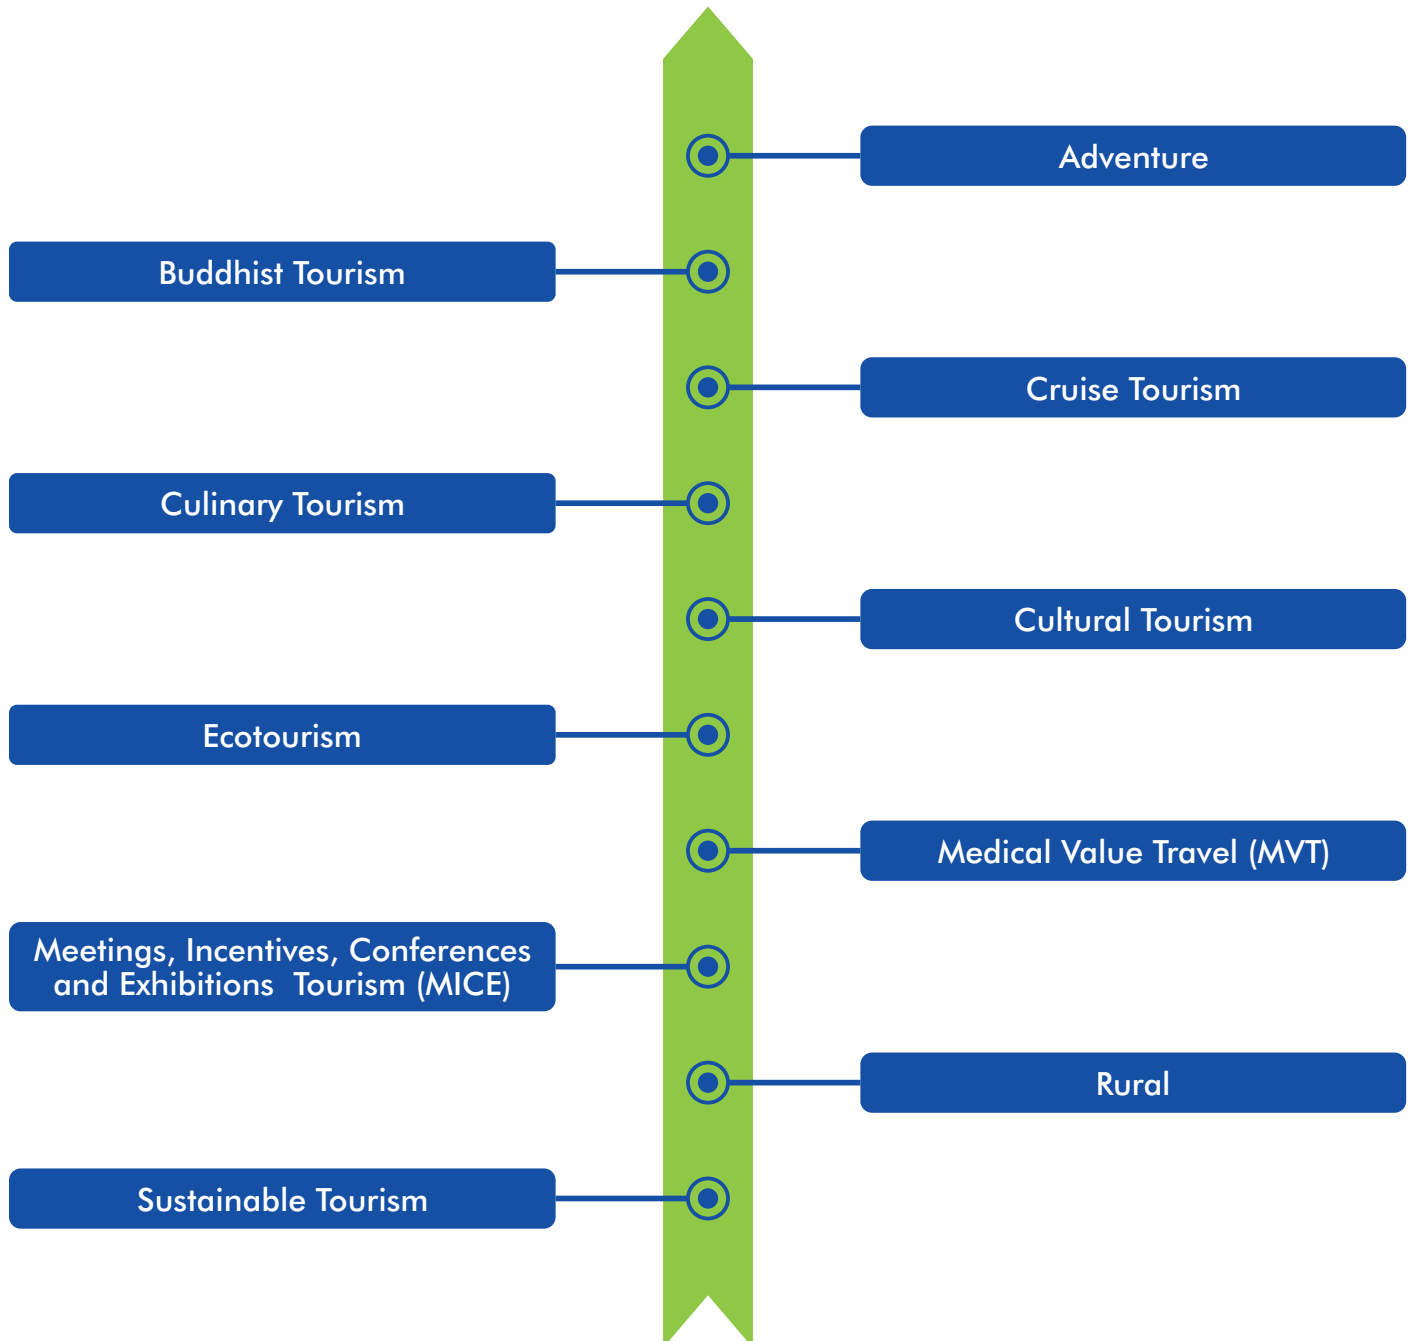 Adventure
Buddhist Tourism
Cruise Tourism
Culinary Tourism
Cultural Tourism
Ecotourism
Medical Value Travel (MVT)
Meetings, Incentives, Conferences
and Exhibitions  Tourism (MICE)
Rural
Sustainable Tourism